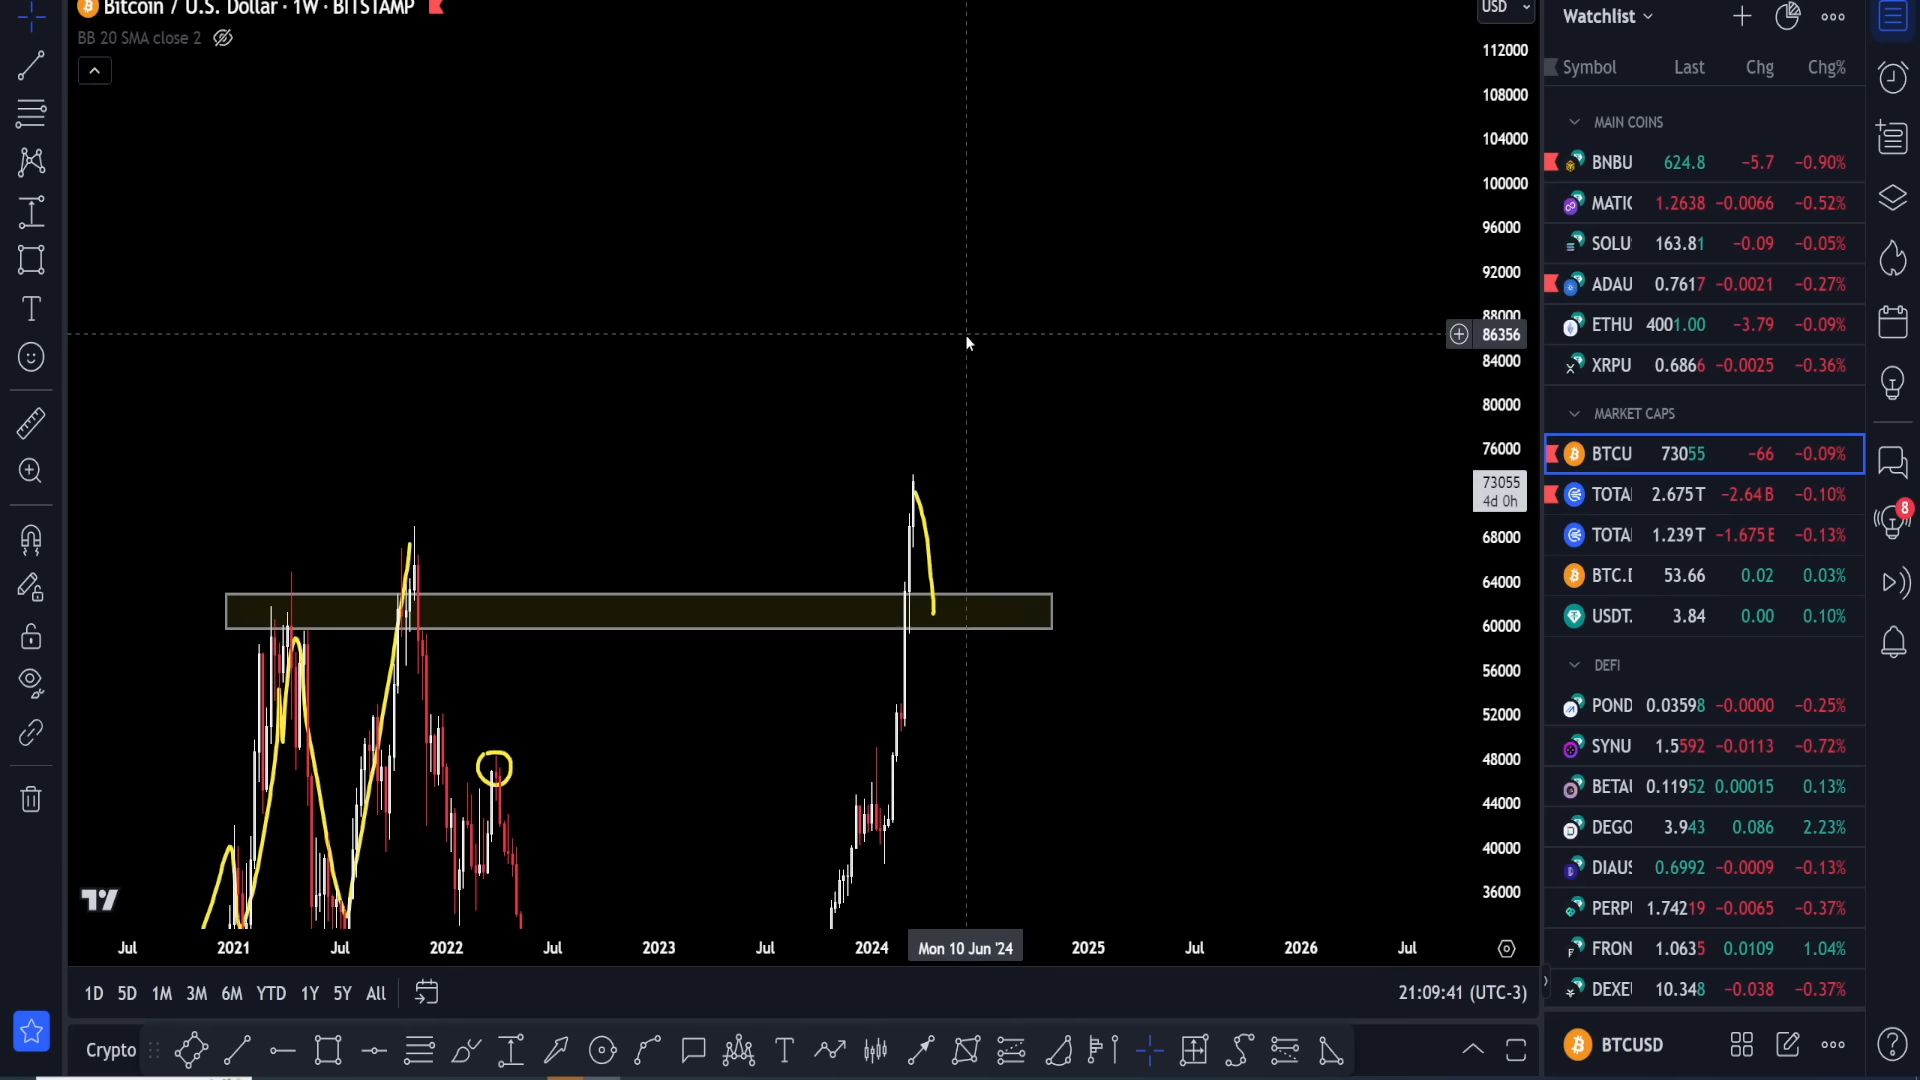 Bitcoin / U.S. Dollar · 1W · BITSTAMP
USD
BB 20 SMA close 2
112000
108000
104000
100000
96000
92000
88000
86356
84000
80000
76000
73055
4d 0h
68000
64000
60000
56000
52000
48000
44000
40000
36000
Jul 2021 Jul 2022 Jul 2023 Jul 2024 Mon 10 Jun '24 2025 Jul 2026 Jul
1D 5D 1M 3M 6M YTD 1Y 5Y All
21:09:41 (UTC-3)
Crypto
Watchlist
Symbol Last Chg Chg%
MAIN COINS
BNBU 624.8 −5.7 −0.90%
MATIC 1.2638 −0.0066 −0.52%
SOLU 163.81 −0.09 −0.05%
ADAU 0.7617 −0.0021 −0.27%
ETHU 4001.00 −3.79 −0.09%
XRPU 0.6866 −0.0025 −0.36%
MARKET CAPS
BTCU 73055 −66 −0.09%
TOTA 2.675T −2.64B −0.10%
TOTA 1.239T −1.675B −0.13%
BTC.D 53.66 0.02 0.03%
USDT. 3.84 0.00 0.10%
DEFI
POND 0.03598 −0.0000 −0.25%
SYNU 1.5592 −0.0113 −0.72%
BETAU 0.11952 0.00015 0.13%
DEGO 3.943 0.086 2.23%
DIAUS 0.6992 −0.0009 −0.13%
PERPU 1.74219 −0.0065 −0.37%
FRON 1.0635 0.0109 1.04%
DEXEU 10.348 −0.038 −0.37%
BTCUSD
8